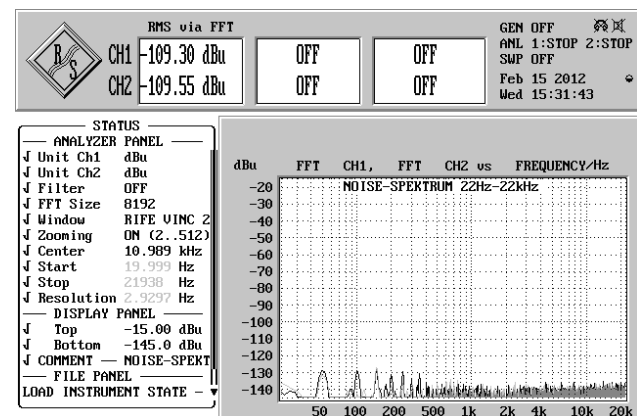 RMS via FFT
R
S
CH1 -109.30 dBu
OFF
OFF
CH2 -109.55 dBu
OFF
OFF
GEN OFF
ANL 1:STOP 2:STOP
SWP OFF
Feb 15 2012
Wed 15:31:43
STATUS
ANALYZER PANEL
Unit Ch1 dBu
Unit Ch2 dBu
Filter OFF
FFT Size 8192
Window RIFE VINC 2
Zooming ON (2..512)
Center 10.989 kHz
Start 19.999 Hz
Stop 21938 Hz
Resolution 2.9297 Hz
DISPLAY PANEL
Top -15.00 dBu
Bottom -145.0 dBu
COMMENT — NOISE-SPEKT
FILE PANEL
LOAD INSTRUMENT STATE -
dBu FFT CH1, FFT CH2 vs FREQUENCY/Hz
NOISE-SPEKTRUM 22Hz-22kHz
-20
-30
-40
-50
-60
-70
-80
-90
-100
-110
-120
-130
-140
50 100 200 500 1k 2k 4k 10k 20k